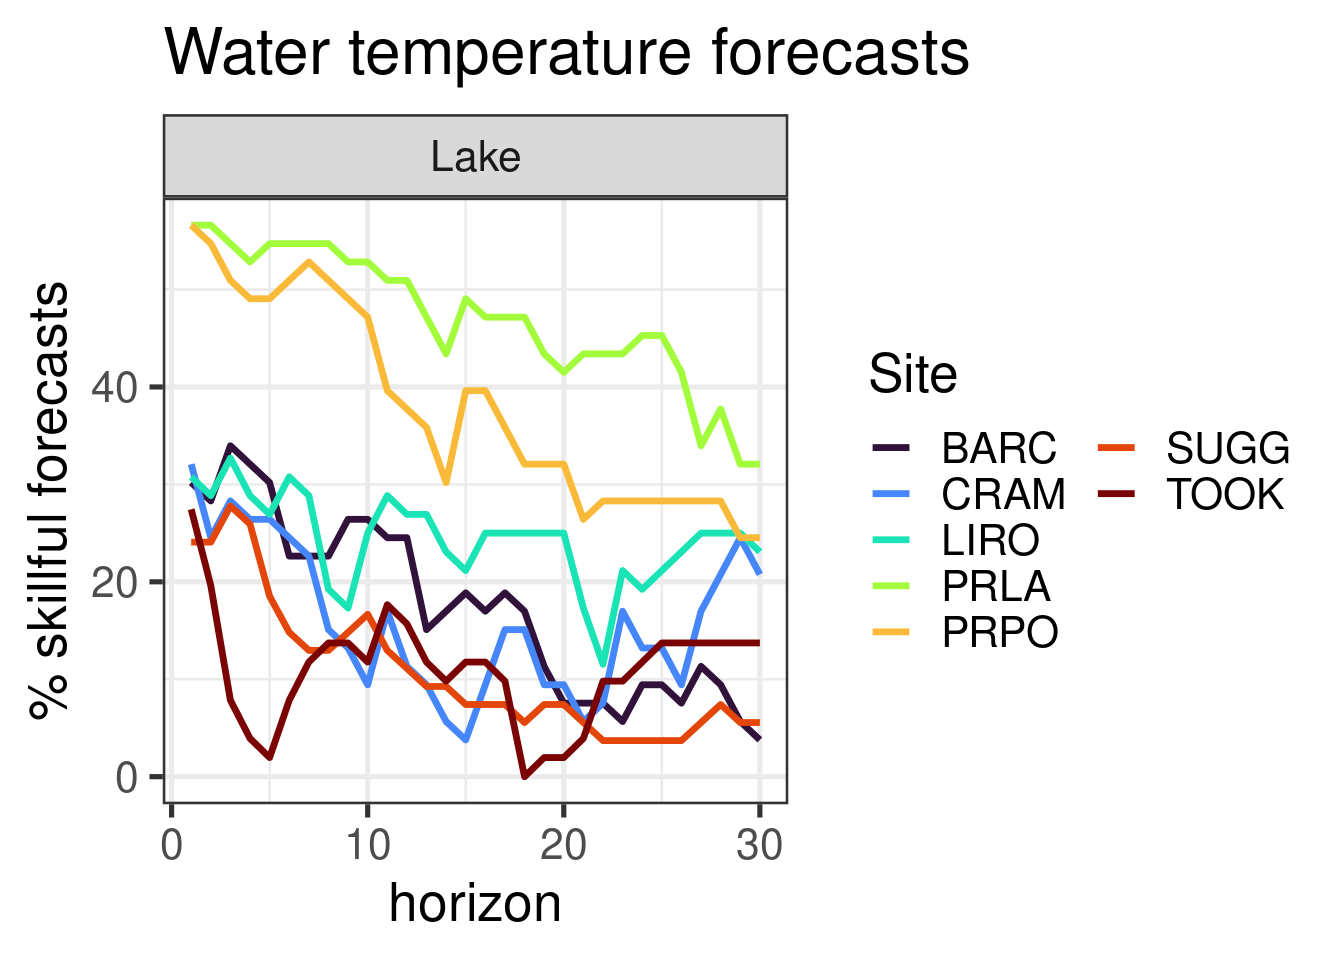 Water temperature forecasts
Lake
% skillful forecasts
40
20
0
0 10 20 30
horizon
Site
BARC SUGG
CRAM TOOK
LIRO
PRLA
PRPO